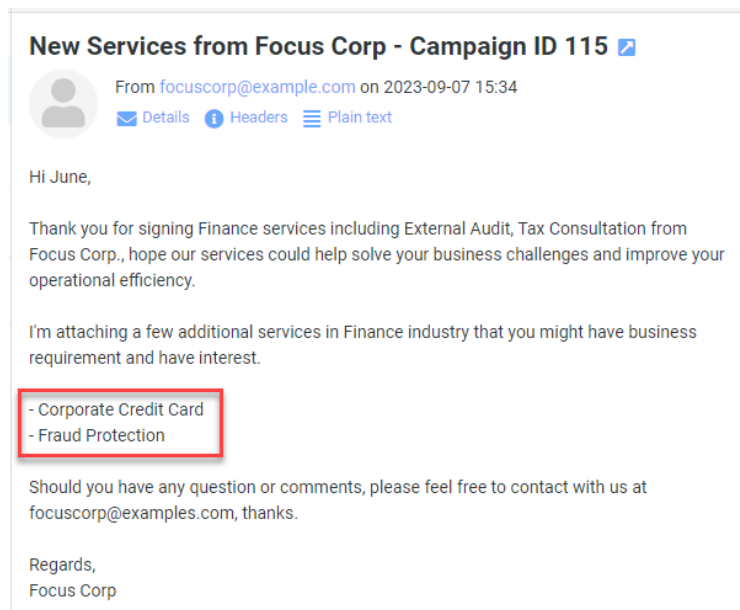 New Services from Focus Corp - Campaign ID 115
From focuscorp@example.com on 2023-09-07 15:34
Details Headers Plain text
Hi June,
Thank you for signing Finance services including External Audit, Tax Consultation from
Focus Corp., hope our services could help solve your business challenges and improve your
operational efficiency.
I'm attaching a few additional services in Finance industry that you might have business
requirement and have interest.
- Corporate Credit Card
- Fraud Protection
Should you have any question or comments, please feel free to contact with us at
focuscorp@examples.com, thanks.
Regards,
Focus Corp